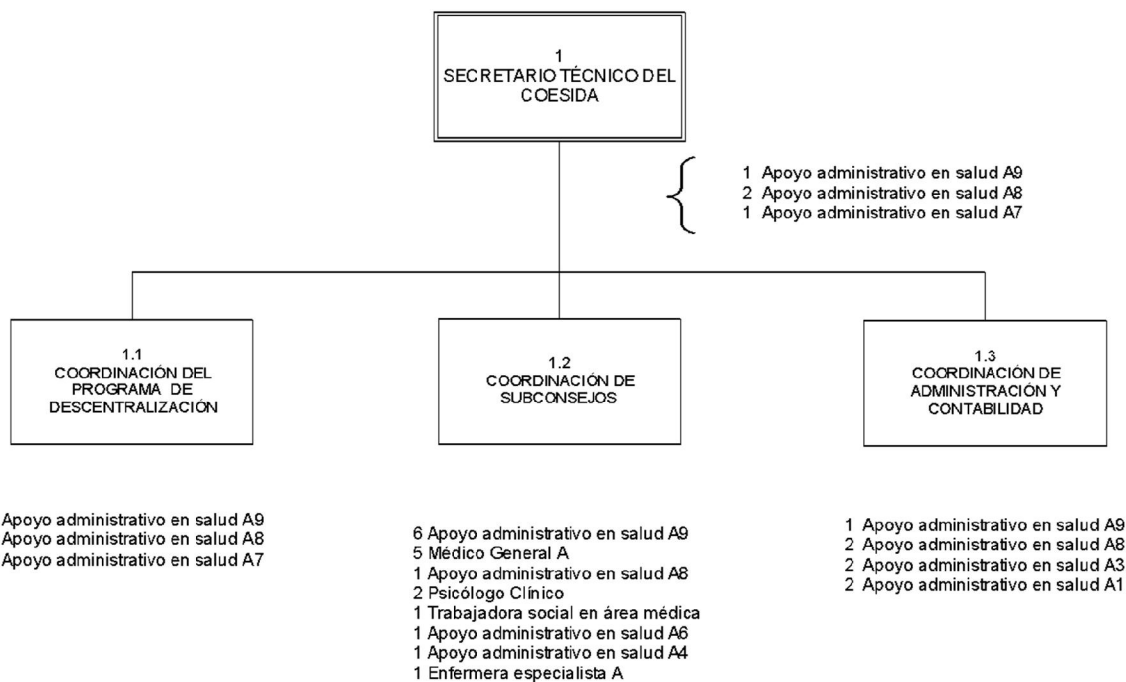 1
SECRETARIO TÉCNICO DEL
COESIDA
1 Apoyo administrativo en salud A9
2 Apoyo administrativo en salud A8
1 Apoyo administrativo en salud A7
1.1
COORDINACIÓN DEL
PROGRAMA DE
DESCENTRALIZACIÓN
1.2
COORDINACIÓN DE
SUBCONSEJOS
1.3
COORDINACIÓN DE
ADMINISTRACIÓN Y
CONTABILIDAD
Apoyo administrativo en salud A9
Apoyo administrativo en salud A8
Apoyo administrativo en salud A7
6 Apoyo administrativo en salud A9
5 Médico General A
1 Apoyo administrativo en salud A8
2 Psicólogo Clínico
1 Trabajadora social en área médica
1 Apoyo administrativo en salud A6
1 Apoyo administrativo en salud A4
1 Enfermera especialista A
1 Apoyo administrativo en salud A9
2 Apoyo administrativo en salud A8
2 Apoyo administrativo en salud A3
2 Apoyo administrativo en salud A1